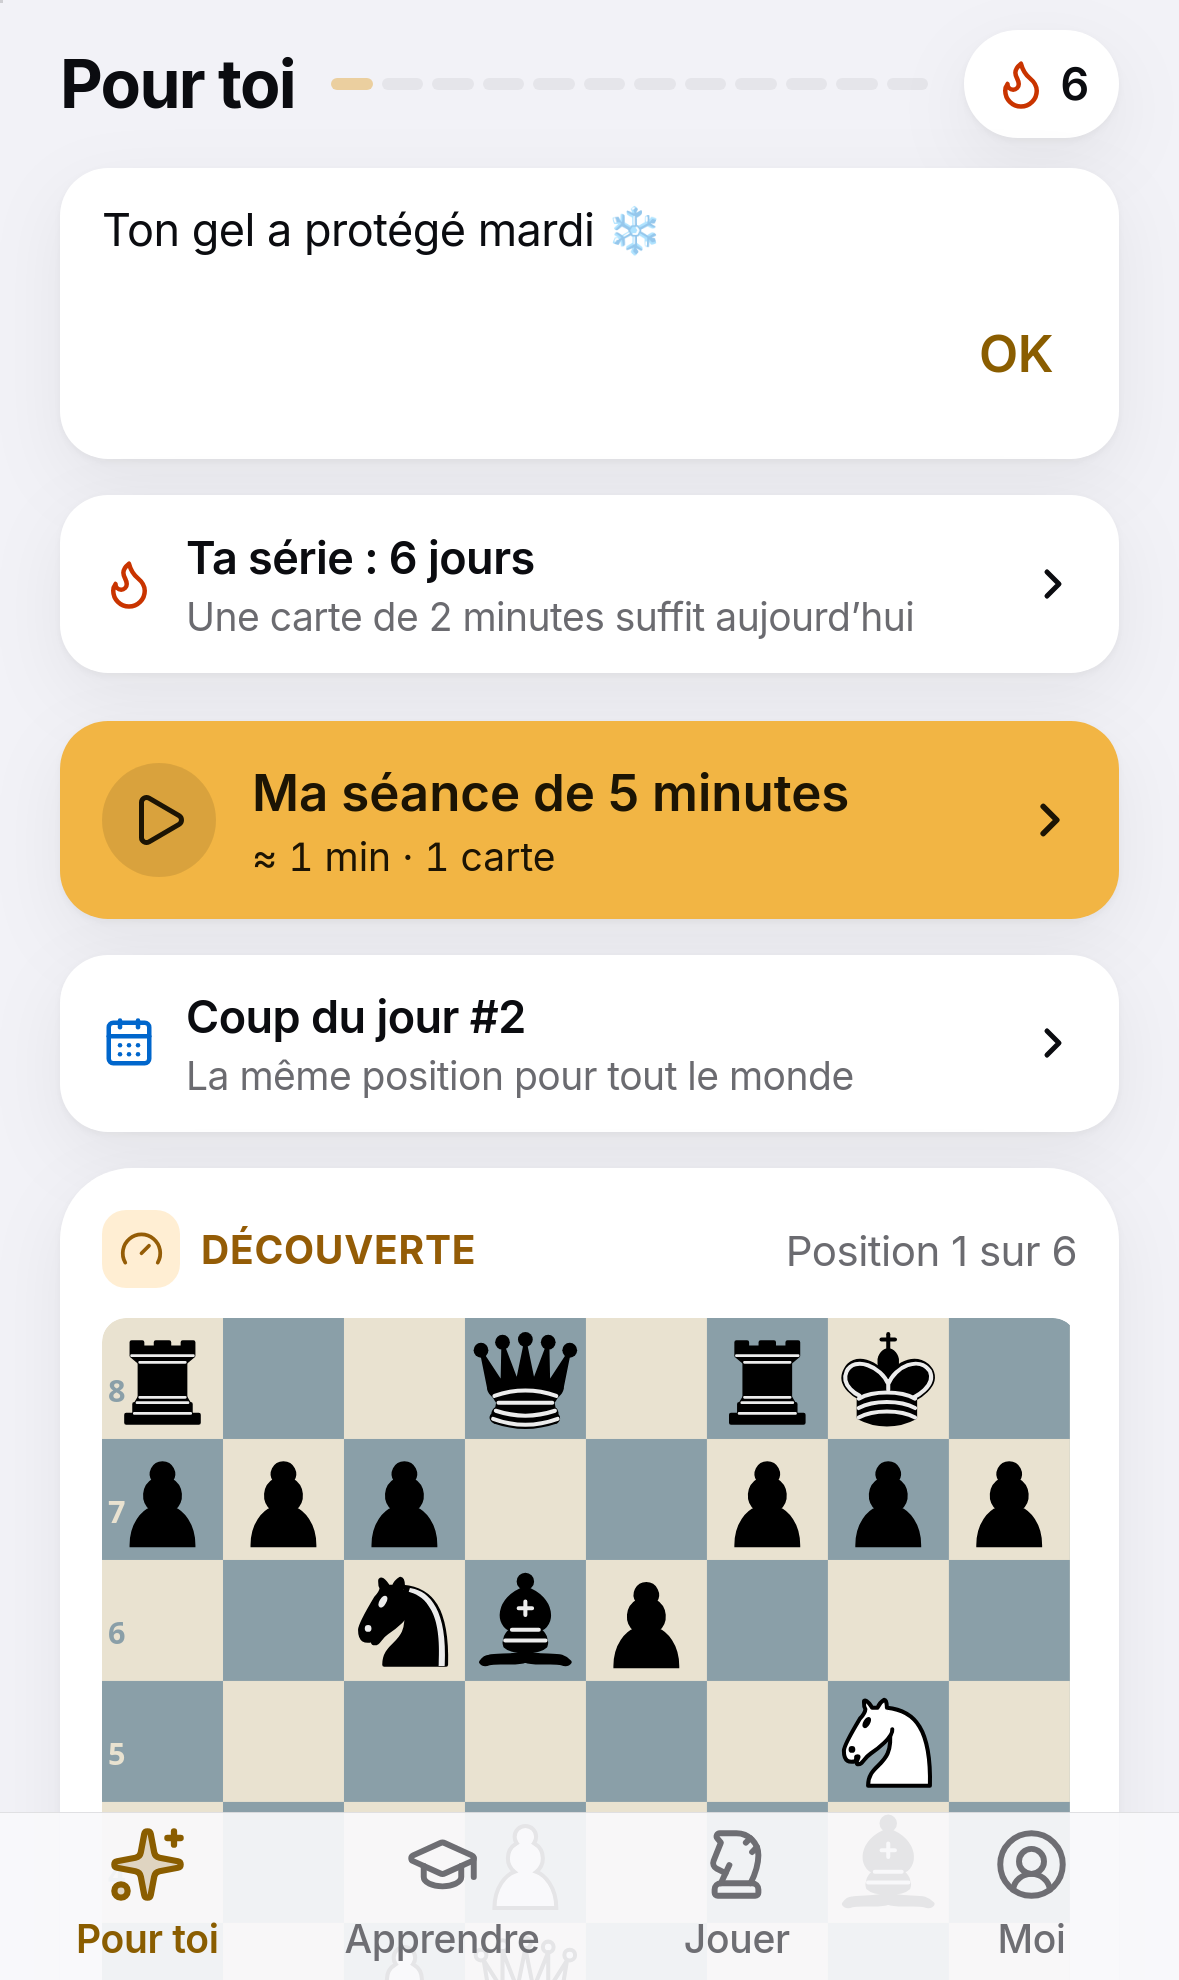 Pour toi
6
Ton gel a protégé mardi ❄️
OK
Ta série : 6 jours
Une carte de 2 minutes suffit aujourd’hui
Ma séance de 5 minutes
≈ 1 min · 1 carte
Coup du jour #2
La même position pour tout le monde
DÉCOUVERTE
Position 1 sur 6
8
7
6
5
Pour toi
Apprendre
Jouer
Moi